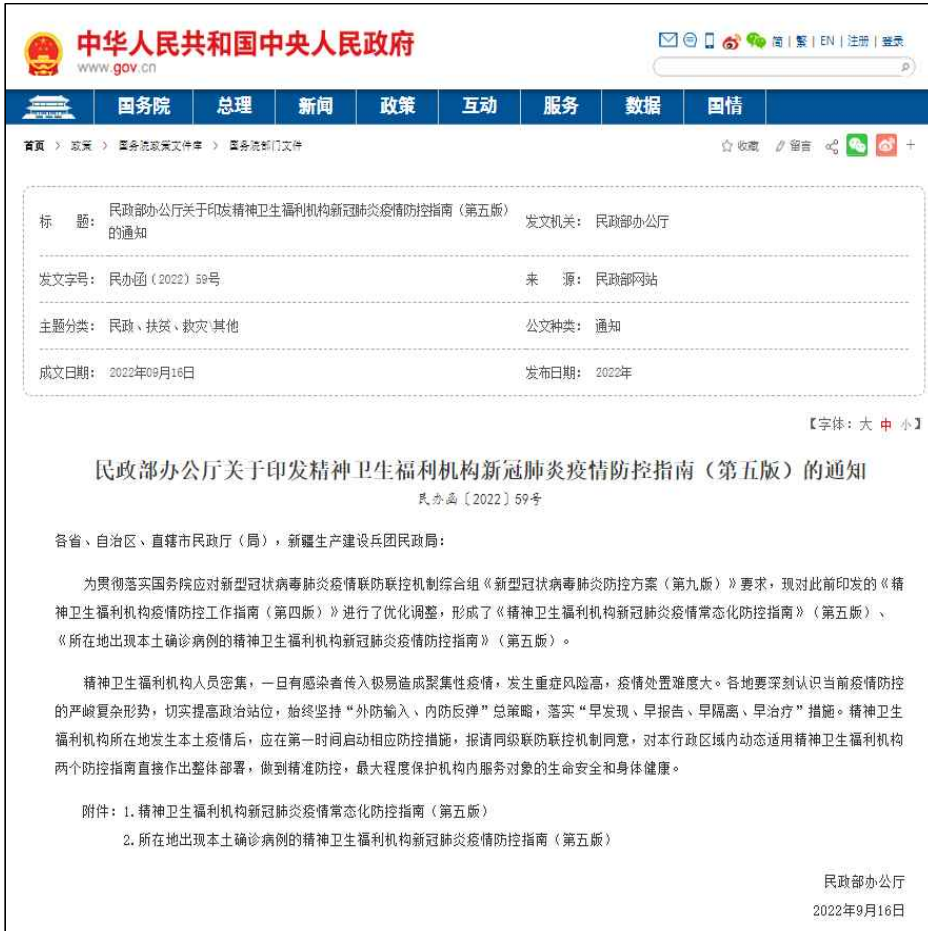 中华人民共和国中央人民政府
www.gov.cn
简 | 繁 | EN | 注册 | 登录
国务院 总理 新闻 政策 互动 服务 数据 国情
首页 > 政策 > 国务院政策文件库 > 国务院部门文件
收藏 留言
标 题: 民政部办公厅关于印发精神卫生福利机构新冠肺炎疫情防控指南(第五版)
的通知
发文机关: 民政部办公厅
发文字号: 民办函(2022)59号 来 源: 民政部网站
主题分类: 民政、扶贫、救灾\其他 公文种类: 通知
成文日期: 2022年09月16日 发布日期: 2022年
【字体: 大 中 小】
民政部办公厅关于印发精神卫生福利机构新冠肺炎疫情防控指南(第五版)的通知
民办函〔2022〕59号
各省、自治区、直辖市民政厅(局),新疆生产建设兵团民政局:
为贯彻落实国务院应对新型冠状病毒肺炎疫情联防联控机制综合组《新型冠状病毒肺炎防控方案(第九版)》要求,现对此前印发的《精
神卫生福利机构疫情防控工作指南(第四版)》进行了优化调整,形成了《精神卫生福利机构新冠肺炎疫情常态化防控指南》(第五版)、
《所在地出现本土确诊病例的精神卫生福利机构新冠肺炎疫情防控指南》(第五版)。
精神卫生福利机构人员密集,一旦有感染者传入极易造成聚集性疫情,发生重症风险高,疫情处置难度大。各地要深刻认识当前疫情防控
的严峻复杂形势,切实提高政治站位,始终坚持“外防输入、内防反弹”总策略,落实“早发现、早报告、早隔离、早治疗”措施。精神卫生
福利机构所在地发生本土疫情后,应在第一时间启动相应防控措施,报请同级联防联控机制同意,对本行政区域内动态适用精神卫生福利机构
两个防控指南直接作出整体部署,做到精准防控,最大程度保护机构内服务对象的生命安全和身体健康。
附件: 1.精神卫生福利机构新冠肺炎疫情常态化防控指南(第五版)
2.所在地出现本土确诊病例的精神卫生福利机构新冠肺炎疫情防控指南(第五版)
民政部办公厅
2022年9月16日